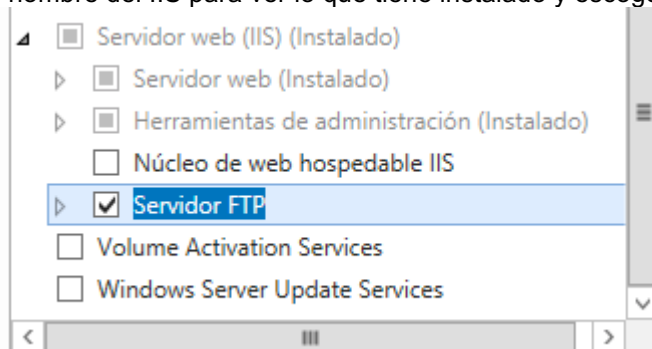 nombre del IIS para ver lo que tiene instalado y escoge
Servidor web (IIS) (Instalado)
Servidor web (Instalado)
Herramientas de administración (Instalado)
Núcleo de web hospedable IIS
Servidor FTP
Volume Activation Services
Windows Server Update Services